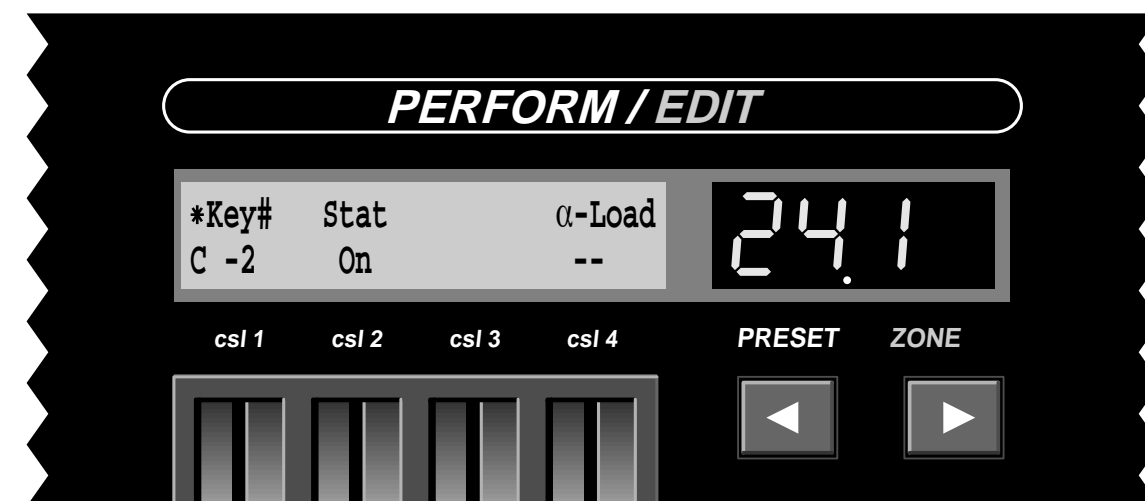 PERFORM / EDIT
*Key# Stat α-Load
C -2 On --
24.1
csl 1 csl 2 csl 3 csl 4 PRESET ZONE